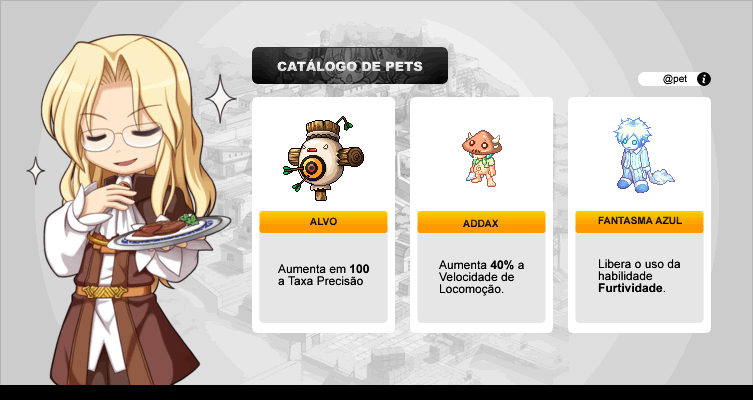 CATÁLOGO DE PETS
@pet
i
ALVO
Aumenta em 100
a Taxa Precisão
ADDAX
Aumenta 40% a
Velocidade de
Locomoção.
FANTASMA AZUL
Libera o uso da
habilidade
Furtividade.